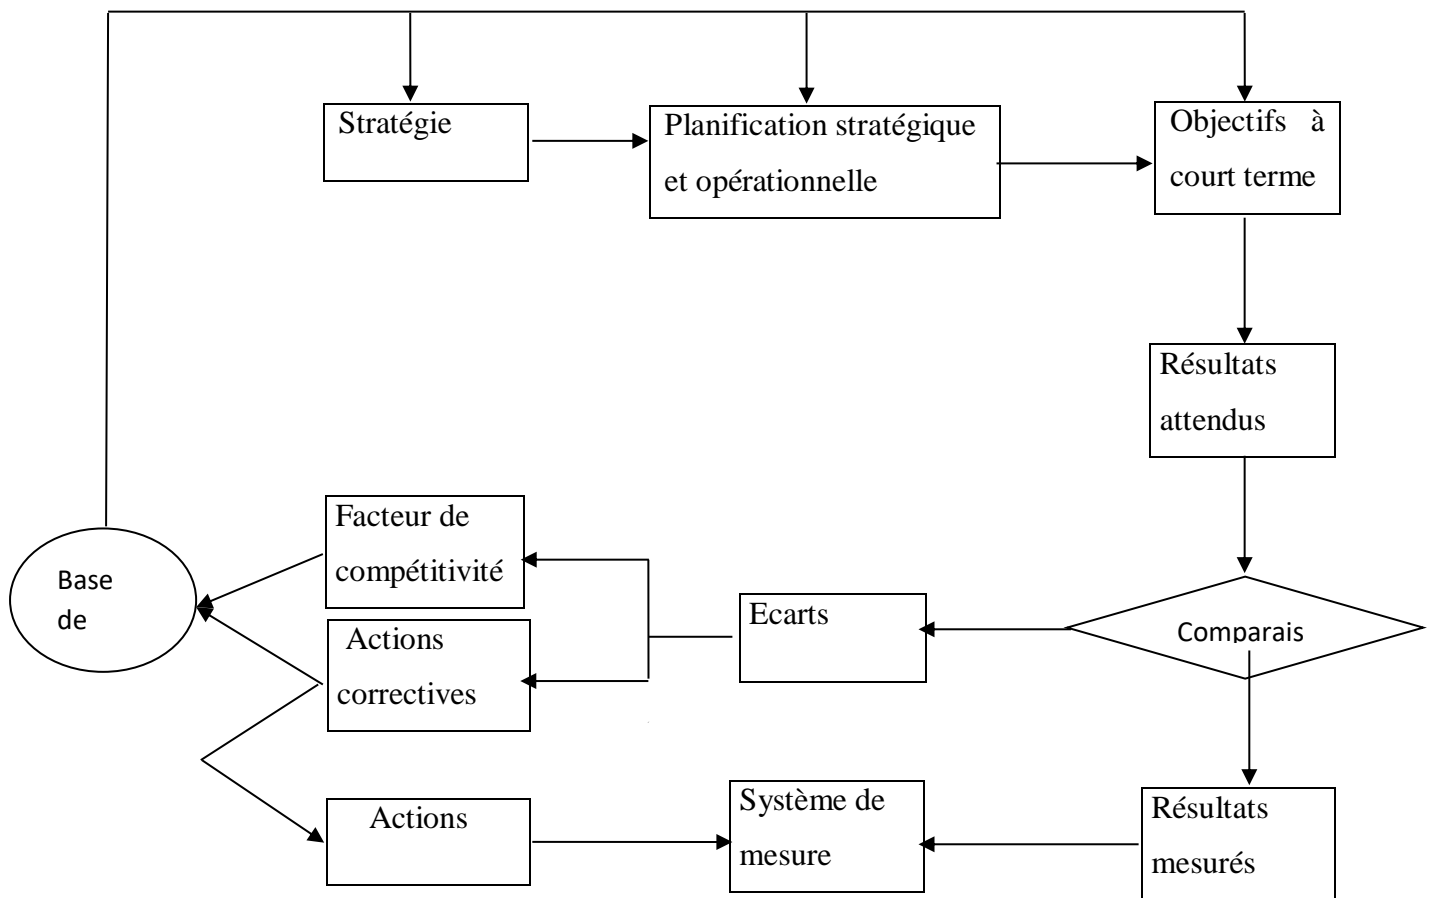 Stratégie
Planification stratégique
et opérationnelle
Objectifs à
court terme
Résultats
attendus
Facteur de
compétitivité
Base
de
Ecarts
Comparais
Actions
correctives
Actions
Système de
mesure
Résultats
mesurés